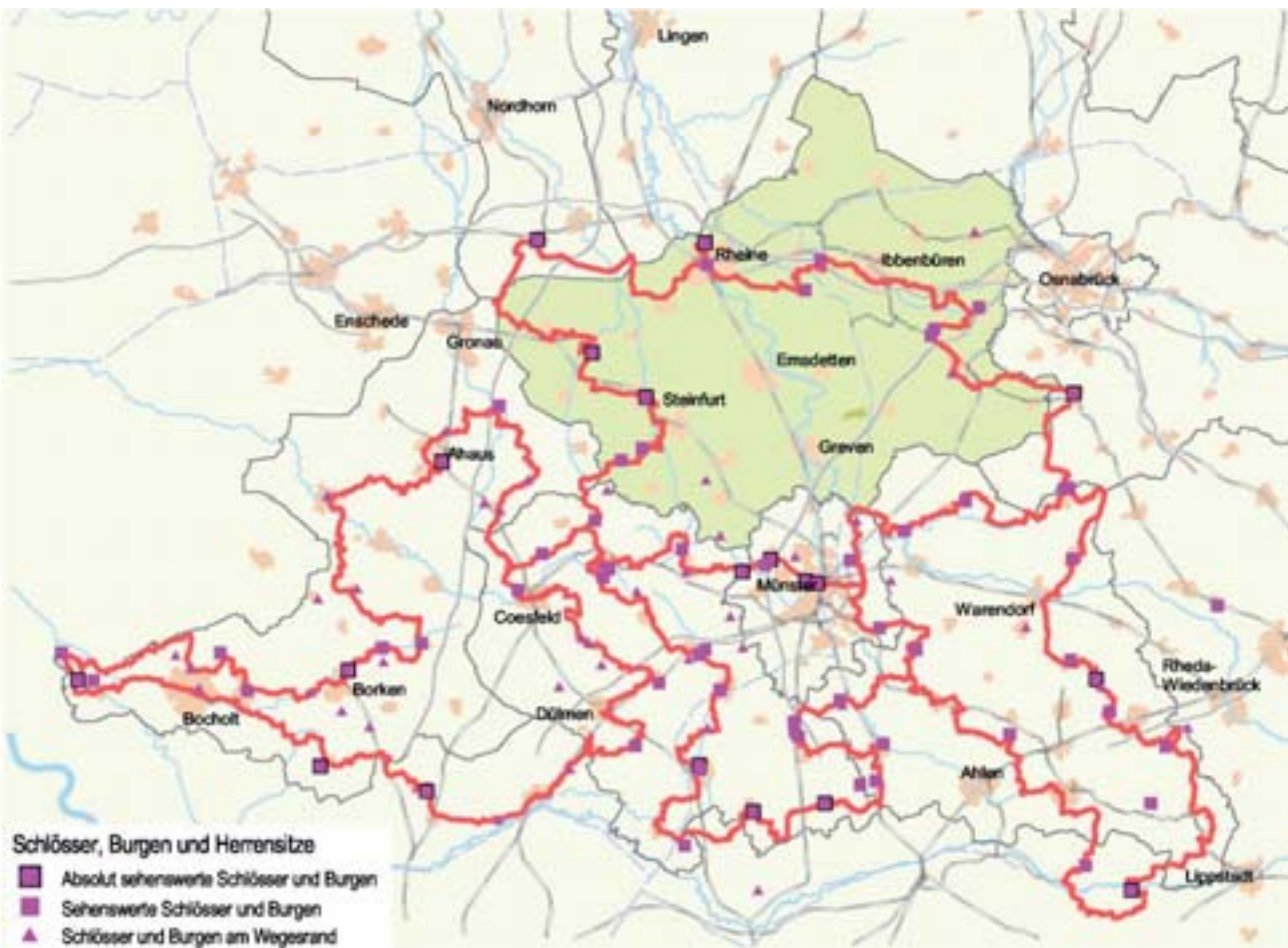 Lingen
Nordhorn
Rheine
Ibbenbüren
Osnabrück
Enschede
Gronau
Emsdetten
Steinfurt
Greven
Ahaus
Münster
Coesfeld
Warendorf
Rheda-
Wiedenbrück
Borken
Bocholt
Dülmen
Ahlen
Lippstadt
Schlösser, Burgen und Herrensitze
Absolut sehenswerte Schlösser und Burgen
Sehenswerte Schlösser und Burgen
Schlösser und Burgen am Wegesrand